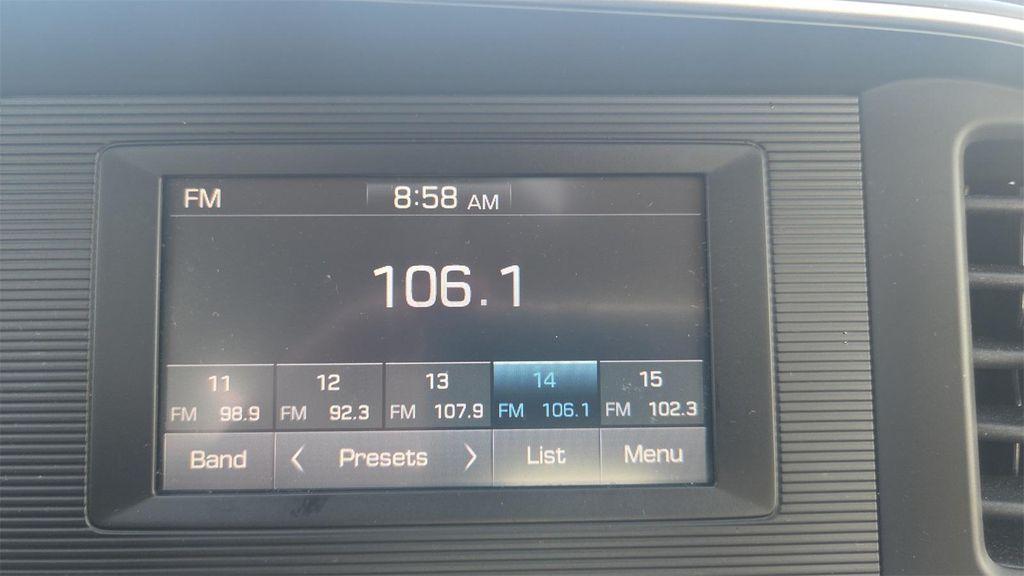 FM 8:58 AM
106.1
11 12 13 14 15
FM 98.9 FM 92.3 FM 107.9 FM 106.1 FM 102.3
Band < Presets > List Menu